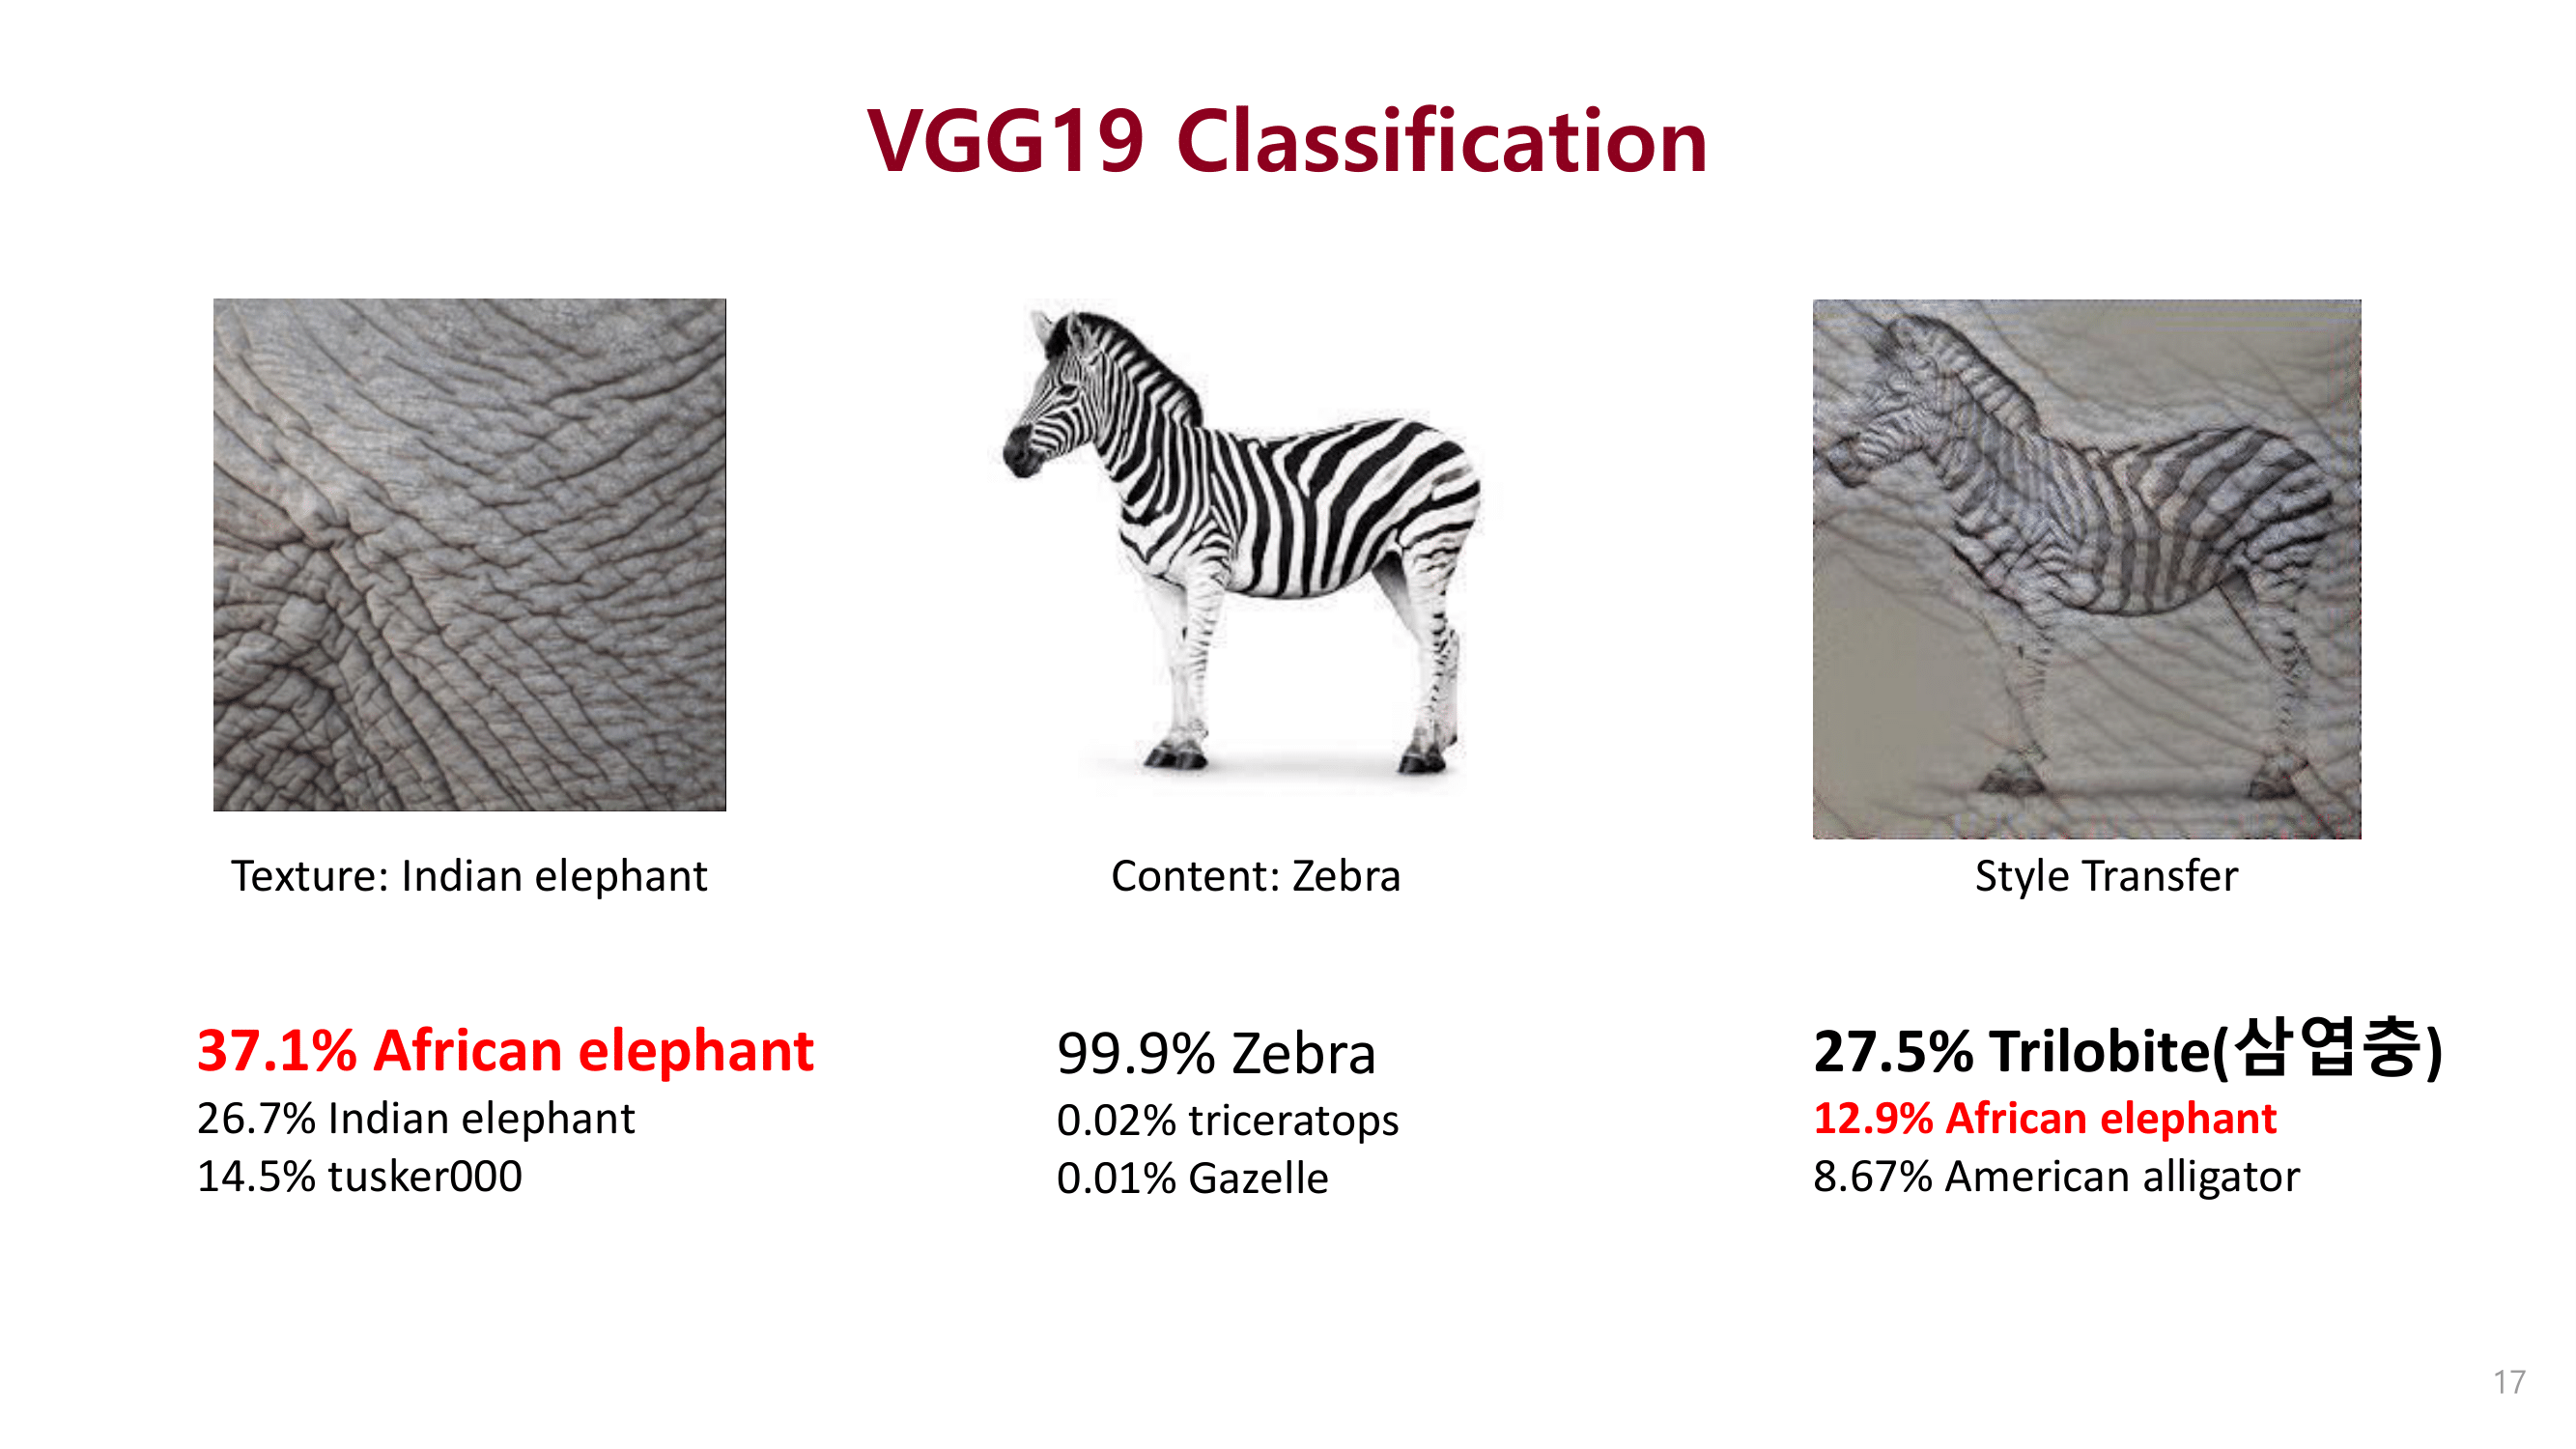 VGG19 Classification
Texture: Indian elephant
Content: Zebra
Style Transfer
37.1% African elephant
26.7% Indian elephant
14.5% tusker000
99.9% Zebra
0.02% triceratops
0.01% Gazelle
27.5% Trilobite(삼엽충)
12.9% African elephant
8.67% American alligator
17